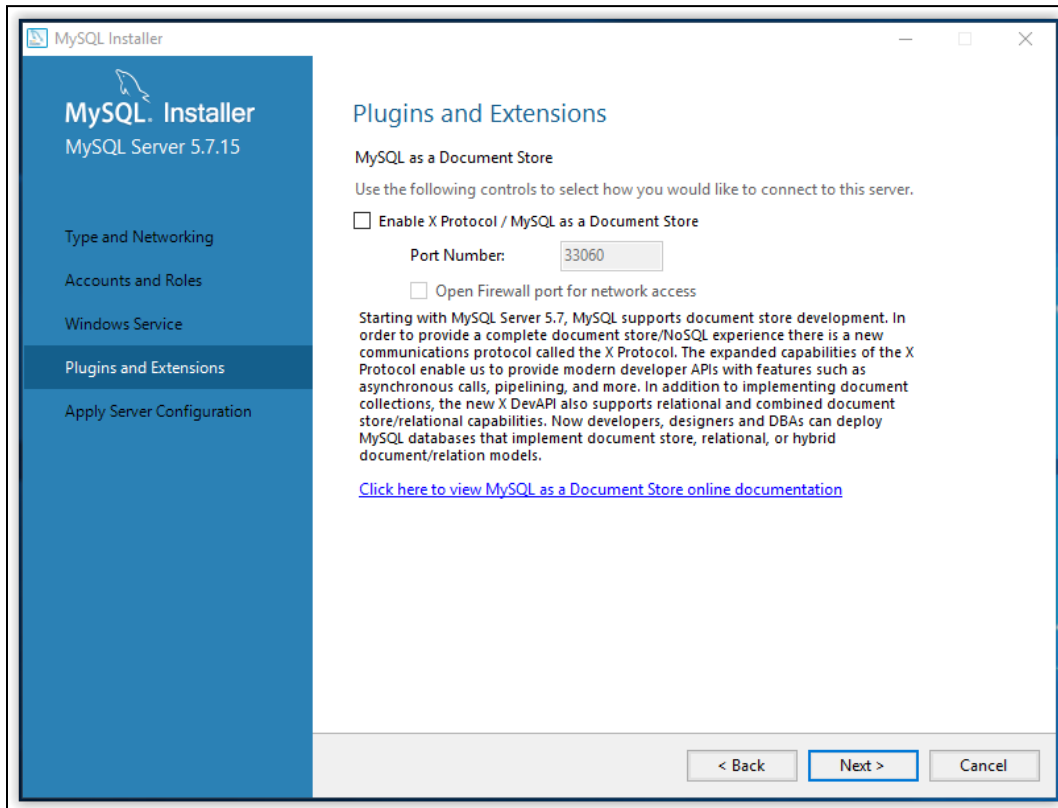 MySQL Installer
MySQL. Installer
MySQL Server 5.7.15
Type and Networking
Accounts and Roles
Windows Service
Plugins and Extensions
Apply Server Configuration
Plugins and Extensions
MySQL as a Document Store
Use the following controls to select how you would like to connect to this server.
Enable X Protocol / MySQL as a Document Store
Port Number: 33060
Open Firewall port for network access
Starting with MySQL Server 5.7, MySQL supports document store development. In
order to provide a complete document store/NoSQL experience there is a new
communications protocol called the X Protocol. The expanded capabilities of the X
Protocol enable us to provide modern developer APIs with features such as
asynchronous calls, pipelining, and more. In addition to implementing document
collections, the new X DevAPI also supports relational and combined document
store/relational capabilities. Now developers, designers and DBAs can deploy
MySQL databases that implement document store, relational, or hybrid
document/relation models.
Click here to view MySQL as a Document Store online documentation
< Back Next > Cancel